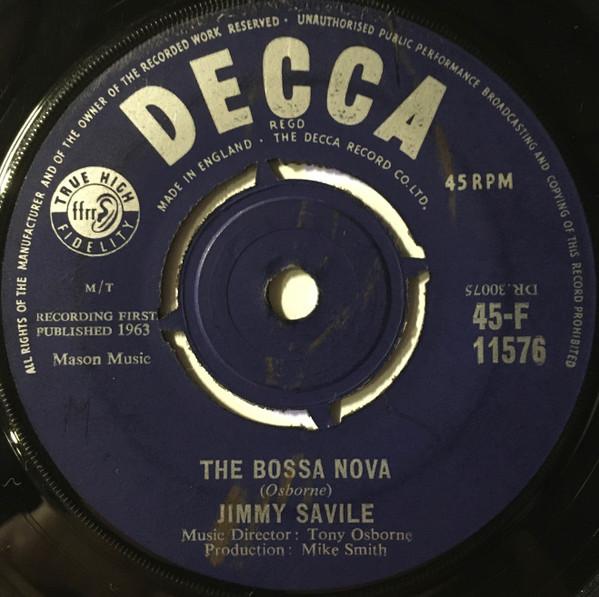 ALL RIGHTS OF THE MANUFACTURER AND OF THE OWNER OF THE RECORDED WORK RESERVED · UNAUTHORISED PUBLIC PERFORMANCE BROADCASTING AND COPYING OF THIS RECORD PROHIBITED
DECCA
REGD
MADE IN ENGLAND · THE DECCA RECORD CO. LTD.
TRUE HIGH
ffrr
FIDELITY
45 RPM
M/T
DR.30075
RECORDING FIRST
PUBLISHED 1963
Mason Music
45-F
11576
M
THE BOSSA NOVA
(Osborne)
JIMMY SAVILE
Music Director : Tony Osborne
Production : Mike Smith